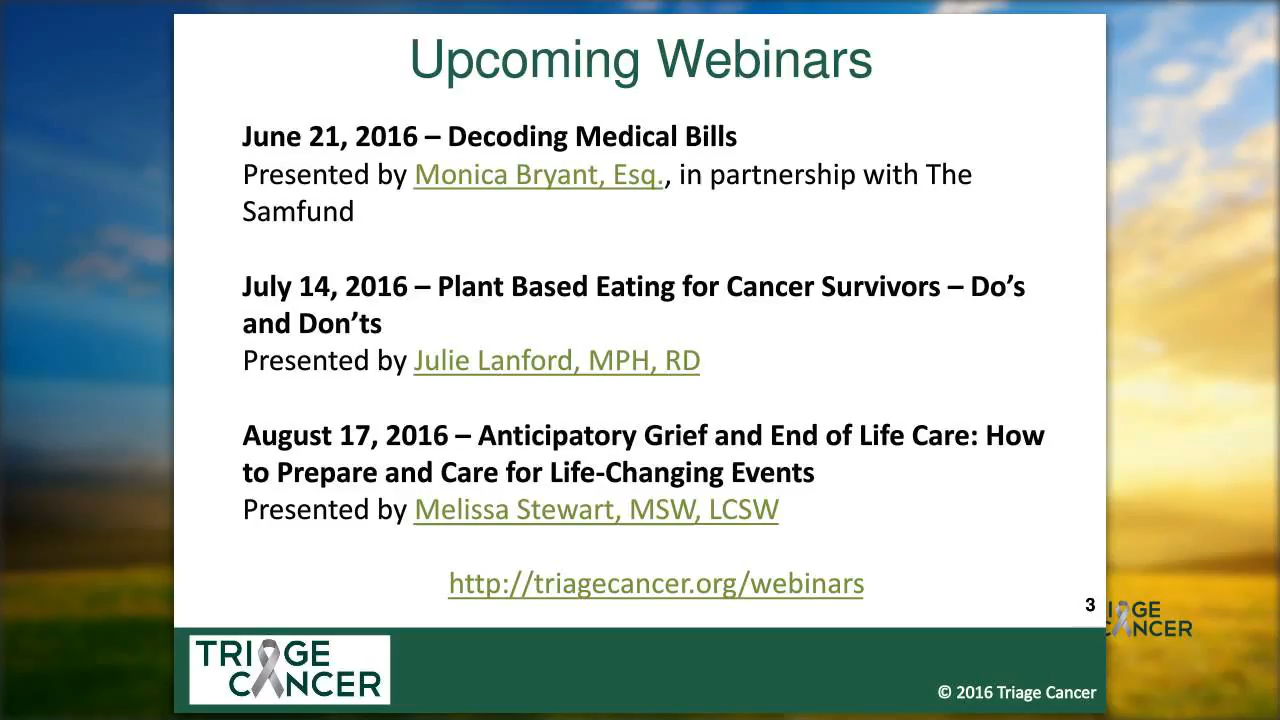 Upcoming Webinars
June 21, 2016 – Decoding Medical Bills
Presented by Monica Bryant, Esq., in partnership with The
Samfund
July 14, 2016 – Plant Based Eating for Cancer Survivors – Do’s
and Don’ts
Presented by Julie Lanford, MPH, RD
August 17, 2016 – Anticipatory Grief and End of Life Care: How
to Prepare and Care for Life-Changing Events
Presented by Melissa Stewart, MSW, LCSW
http://triagecancer.org/webinars
3
TRIAGE
CANCER
© 2016 Triage Cancer
IAGE
CANCER